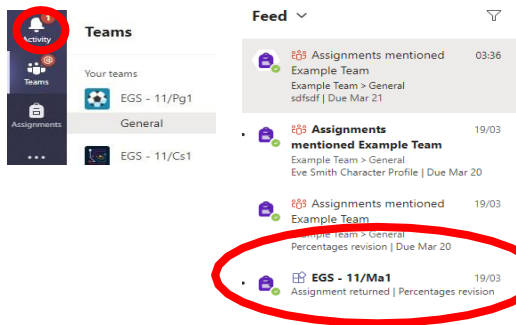 1
Activity
@
Teams
Assignments
Teams
Your teams
EGS - 11/Pg1
General
EGS - 11/Cs1
Feed
Assignments mentioned 03:36
Example Team
Example Team > General
sdfsdf | Due Mar 21
Assignments 19/03
mentioned Example Team
Example Team > General
Eve Smith Character Profile | Due Mar 20
Assignments mentioned 19/03
Example Team
Example Team > General
Percentages revision | Due Mar 20
EGS - 11/Ma1 19/03
Assignment returned | Percentages revision